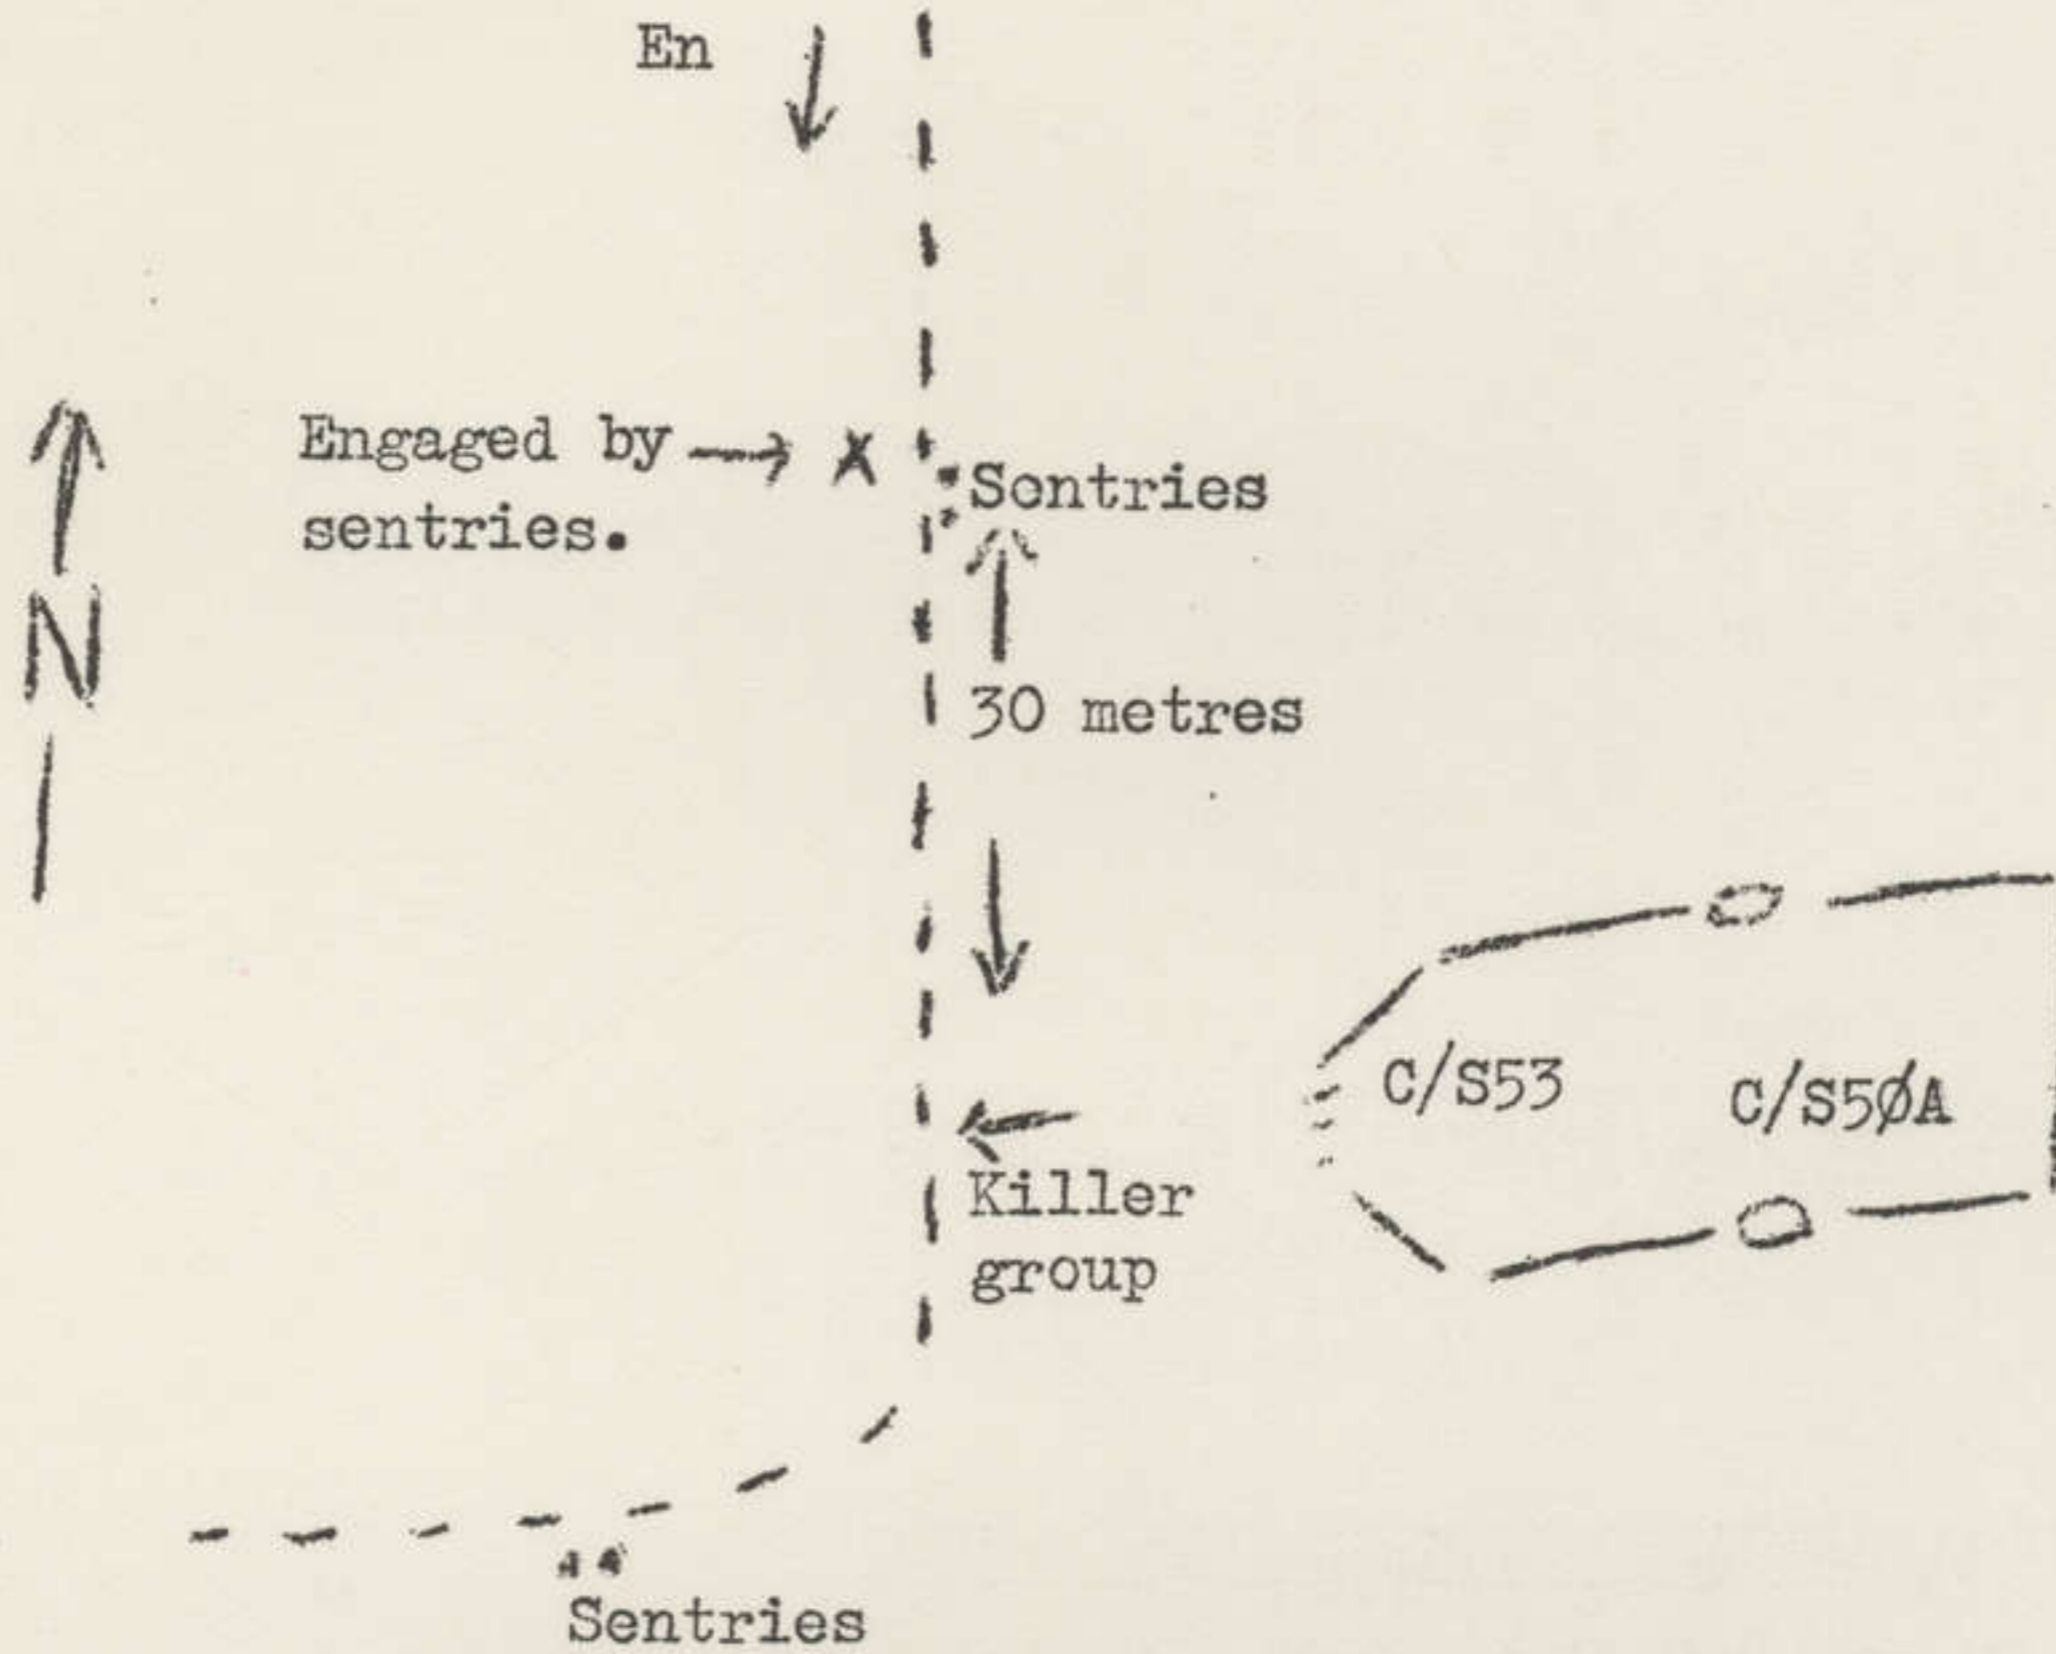 En
Engaged by
sentries.
X
Sontries
N
30 metres
C/S53
C/S5ØA
Killer
group
Sentries